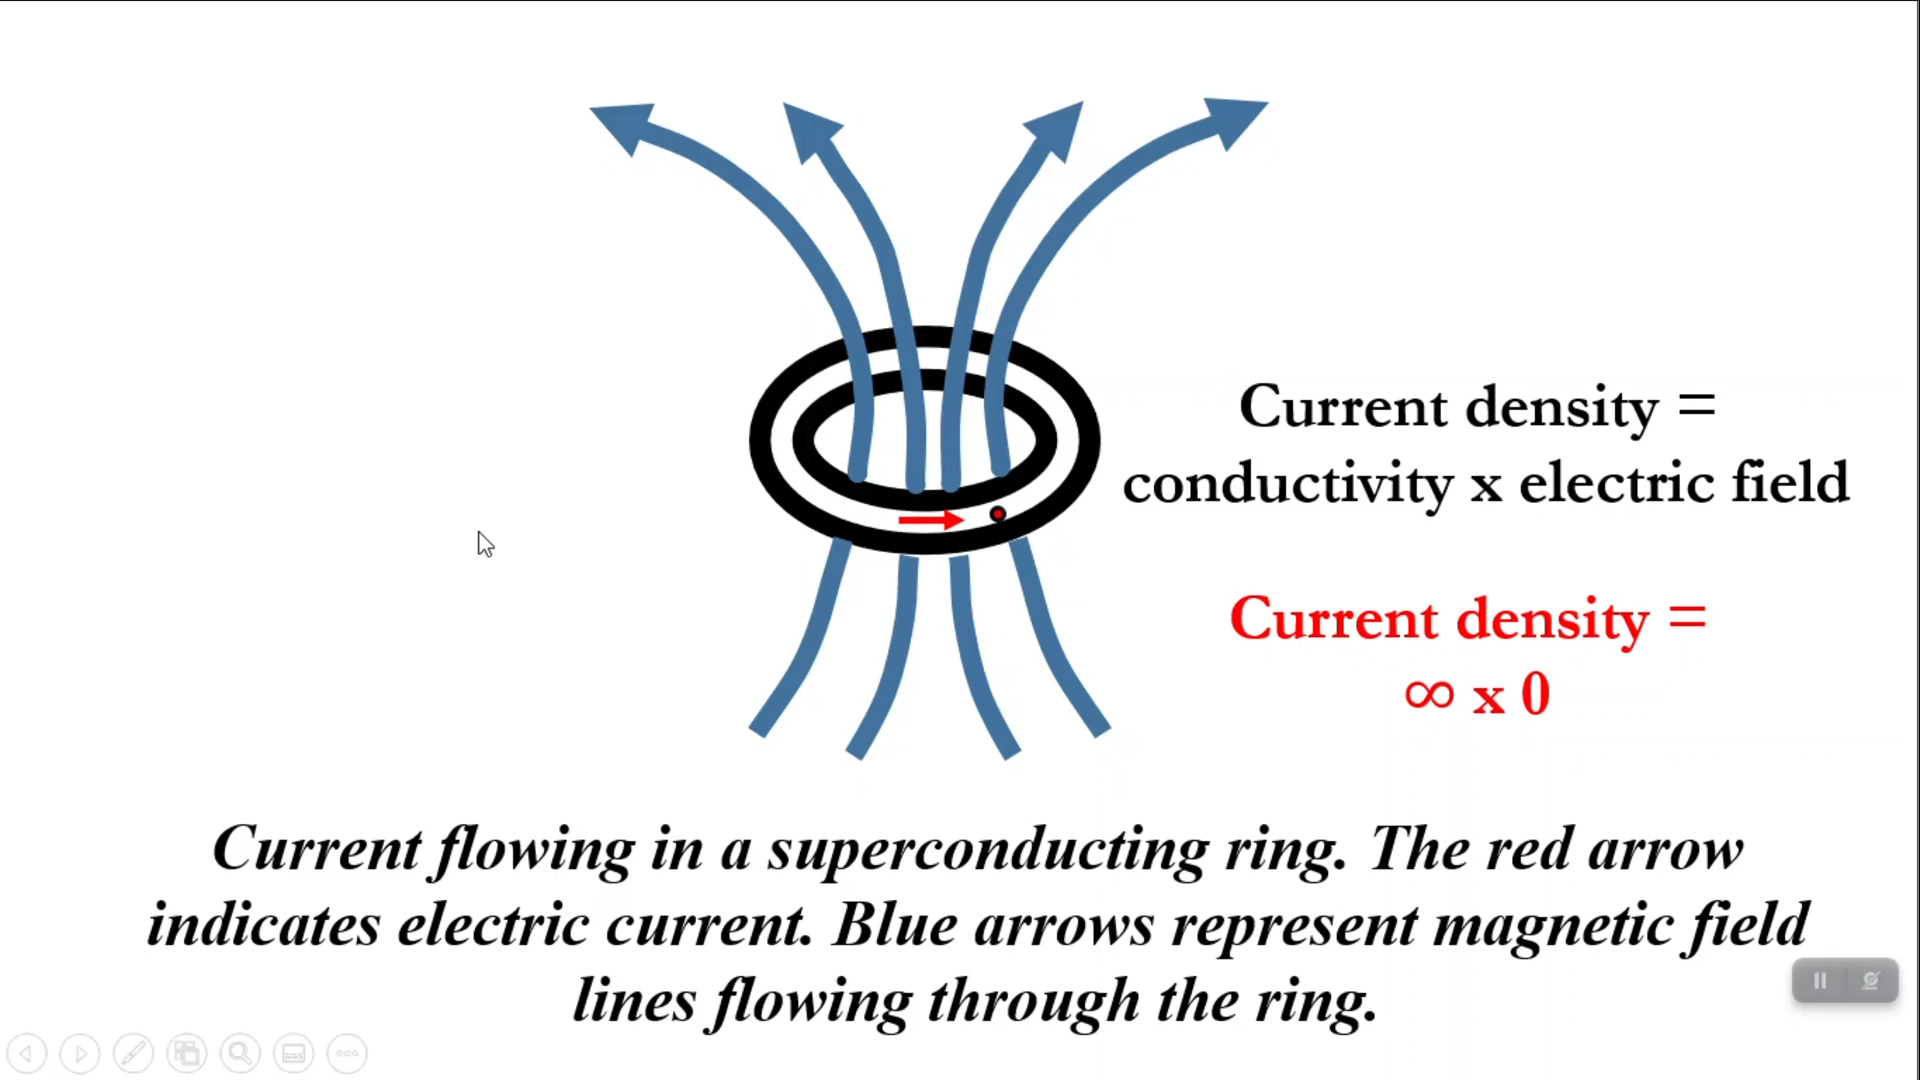 Current density =
conductivity x electric field
Current density =
∞ x 0
Current flowing in a superconducting ring. The red arrow
indicates electric current. Blue arrows represent magnetic field
lines flowing through the ring.